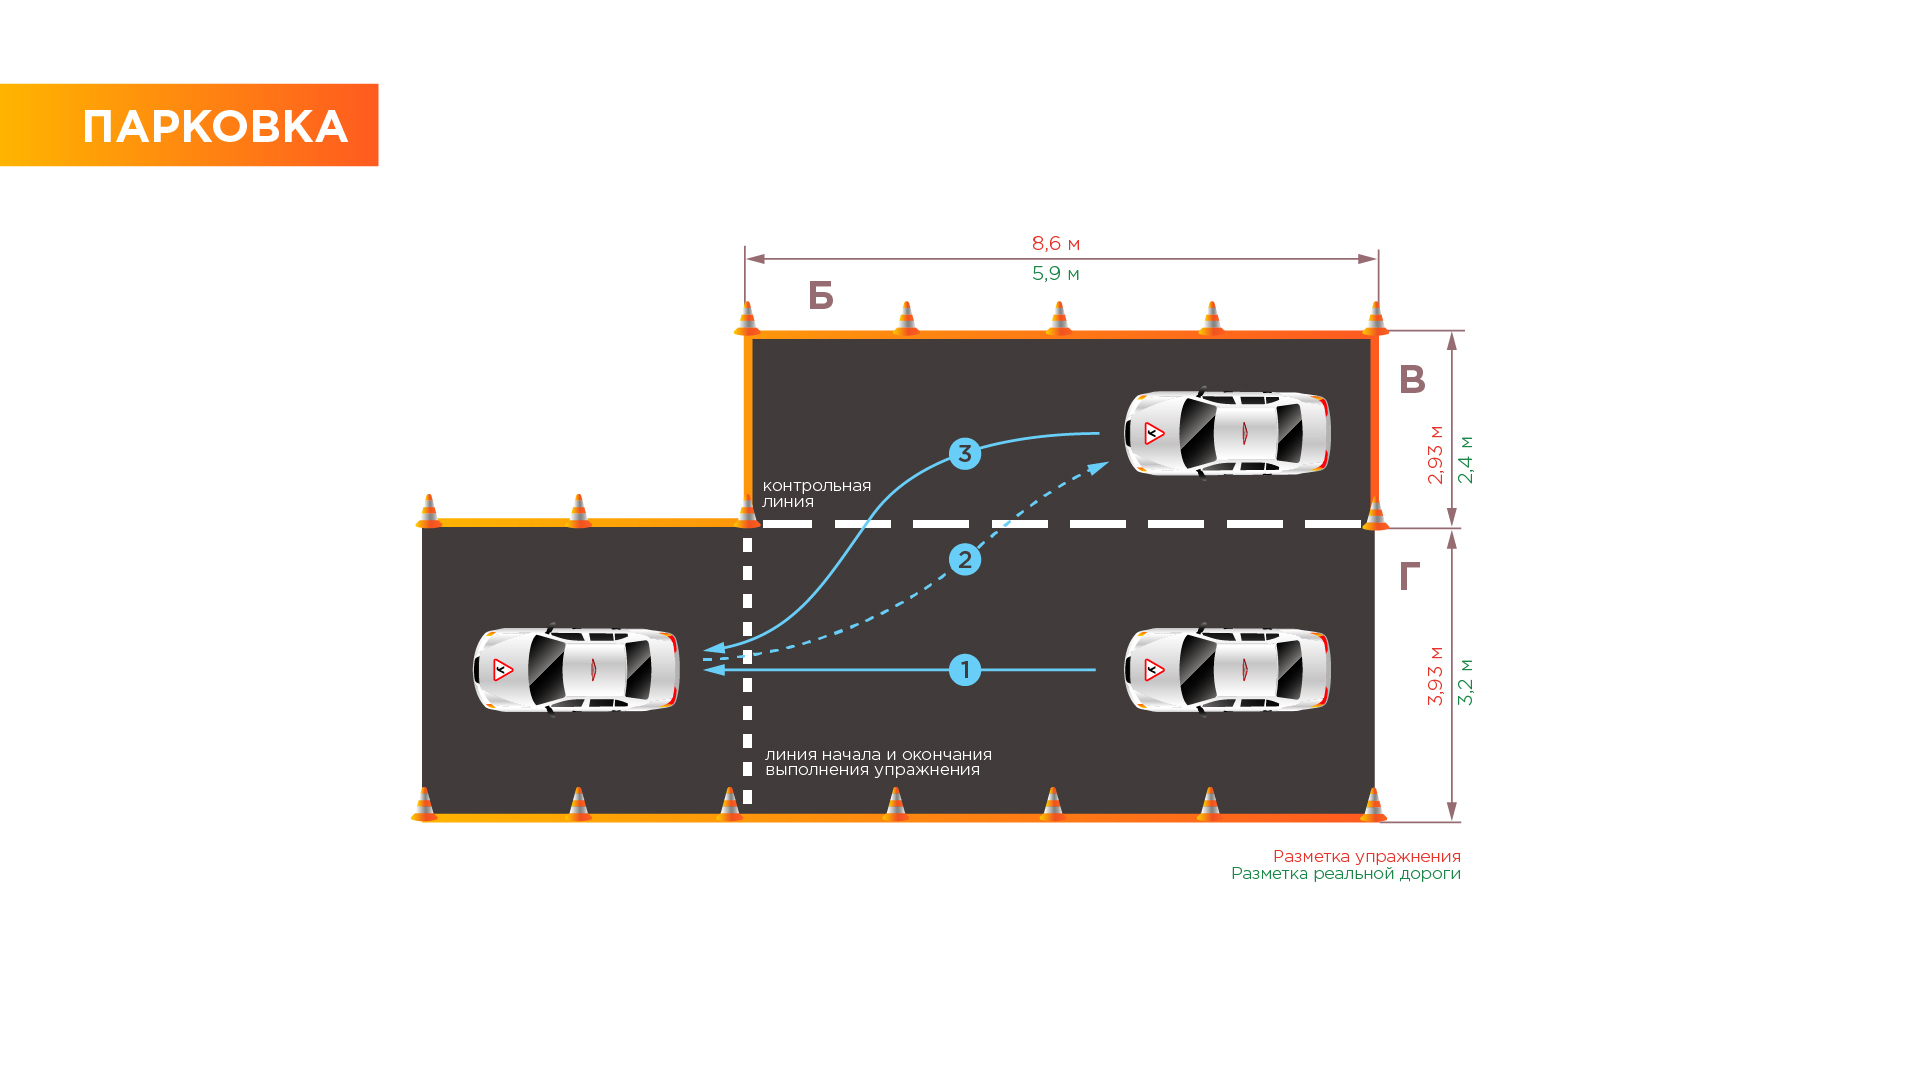 ПАРКОВКА
8,6 м
5,9 м
Б
В
2,93 м
2,4 м
3
контрольная
линия
2
Г
У
У
У
1
3,93 м
3,2 м
линия начала и окончания
выполнения упражнения
Разметка упражнения
Разметка реальной дороги